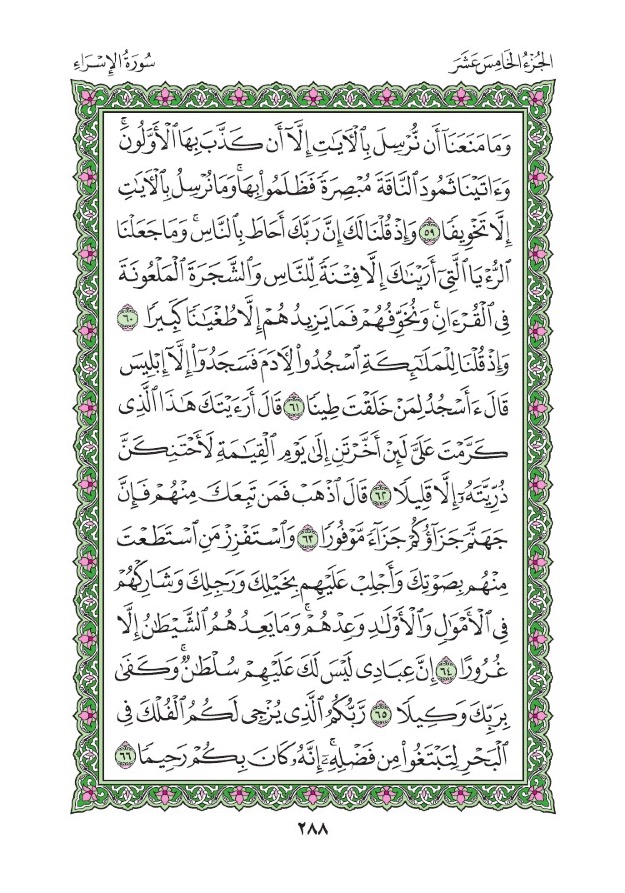 الجُزْءُ الخَامِسَ عَشَرَ
سُورَةُ الإِسْرَاءِ
وَمَا مَنَعَنَآ أَن نُّرْسِلَ بِٱلْأٓيَٰتِ إِلَّآ أَن كَذَّبَ بِهَا ٱلْأَوَّلُونَۚ
وَءَاتَيْنَا ثَمُودَ ٱلنَّاقَةَ مُبْصِرَةً فَظَلَمُوا۟ بِهَاۚ وَمَا نُرْسِلُ بِٱلْأٓيَٰتِ
إِلَّا تَخْوِيفًا ٥٩ وَإِذْ قُلْنَا لَكَ إِنَّ رَبَّكَ أَحَاطَ بِٱلنَّاسِۚ وَمَا جَعَلْنَا
ٱلرُّءْيَا ٱلَّتِىٓ أَرَيْنَٰكَ إِلَّا فِتْنَةً لِّلنَّاسِ وَٱلشَّجَرَةَ ٱلْمَلْعُونَةَ
فِى ٱلْقُرْءَانِۚ وَنُخَوِّفُهُمْ فَمَا يَزِيدُهُمْ إِلَّا طُغْيَٰنًا كَبِيرًا ٦٠
وَإِذْ قُلْنَا لِلْمَلَٰٓئِكَةِ ٱسْجُدُوا۟ لِأٓدَمَ فَسَجَدُوٓا۟ إِلَّآ إِبْلِيسَ
قَالَ ءَأَسْجُدُ لِمَنْ خَلَقْتَ طِينًا ٦١ قَالَ أَرَءَيْتَكَ هَٰذَا ٱلَّذِى
كَرَّمْتَ عَلَىَّ لَئِنْ أَخَّرْتَنِ إِلَىٰ يَوْمِ ٱلْقِيَٰمَةِ لَأَحْتَنِكَنَّ
ذُرِّيَّتَهُۥٓ إِلَّا قَلِيلًا ٦٢ قَالَ ٱذْهَبْ فَمَن تَبِعَكَ مِنْهُمْ فَإِنَّ
جَهَنَّمَ جَزَآؤُكُمْ جَزَآءً مَّوْفُورًا ٦٣ وَٱسْتَفْزِزْ مَنِ ٱسْتَطَعْتَ
مِنْهُم بِصَوْتِكَ وَأَجْلِبْ عَلَيْهِم بِخَيْلِكَ وَرَجِلِكَ وَشَارِكْهُمْ
فِى ٱلْأَمْوَٰلِ وَٱلْأَوْلَٰدِ وَعِدْهُمْۚ وَمَا يَعِدُهُمُ ٱلشَّيْطَٰنُ إِلَّا
غُرُورًا ٦٤ إِنَّ عِبَادِى لَيْسَ لَكَ عَلَيْهِمْ سُلْطَٰنٌۚ وَكَفَىٰ
بِرَبِّكَ وَكِيلًا ٦٥ رَّبُّكُمُ ٱلَّذِى يُزْجِى لَكُمُ ٱلْفُلْكَ فِى
ٱلْبَحْرِ لِتَبْتَغُوا۟ مِن فَضْلِهِۦٓۚ إِنَّهُۥ كَانَ بِكُمْ رَحِيمًا ٦٦
٢٨٨